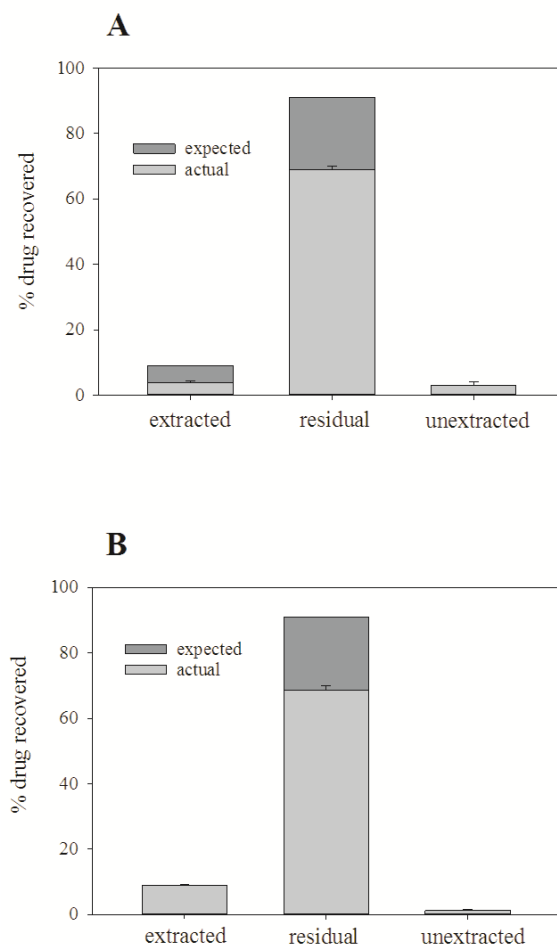 A
100
80
60
40
20
0
% drug recovered
expected
actual
extracted residual unextracted
B
100
80
60
40
20
0
% drug recovered
expected
actual
extracted residual unextracted